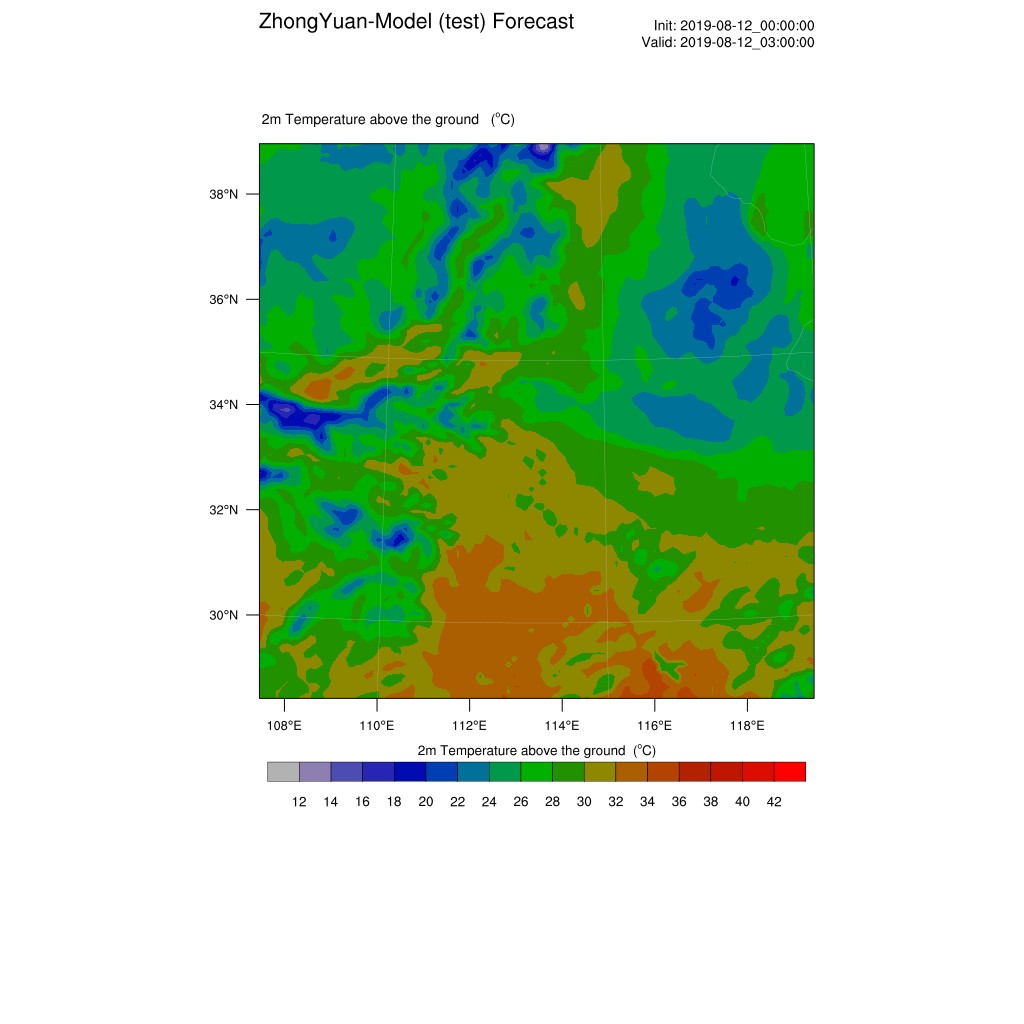 ZhongYuan-Model (test) Forecast
Init: 2019-08-12_00:00:00
Valid: 2019-08-12_03:00:00
2m Temperature above the ground (°C)
38°N
36°N
34°N
32°N
30°N
108°E 110°E 112°E 114°E 116°E 118°E
2m Temperature above the ground (°C)
12 14 16 18 20 22 24 26 28 30 32 34 36 38 40 42